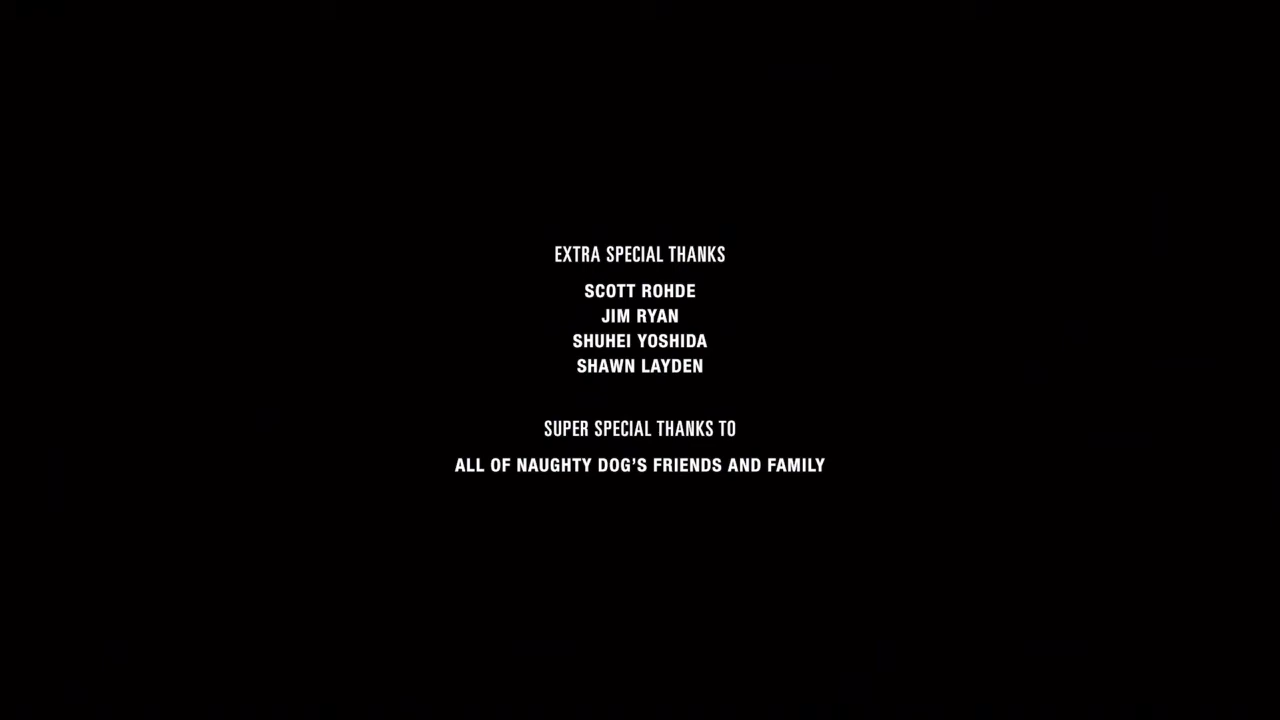 EXTRA SPECIAL THANKS
SCOTT ROHDE
JIM RYAN
SHUHEI YOSHIDA
SHAWN LAYDEN
SUPER SPECIAL THANKS TO
ALL OF NAUGHTY DOG'S FRIENDS AND FAMILY